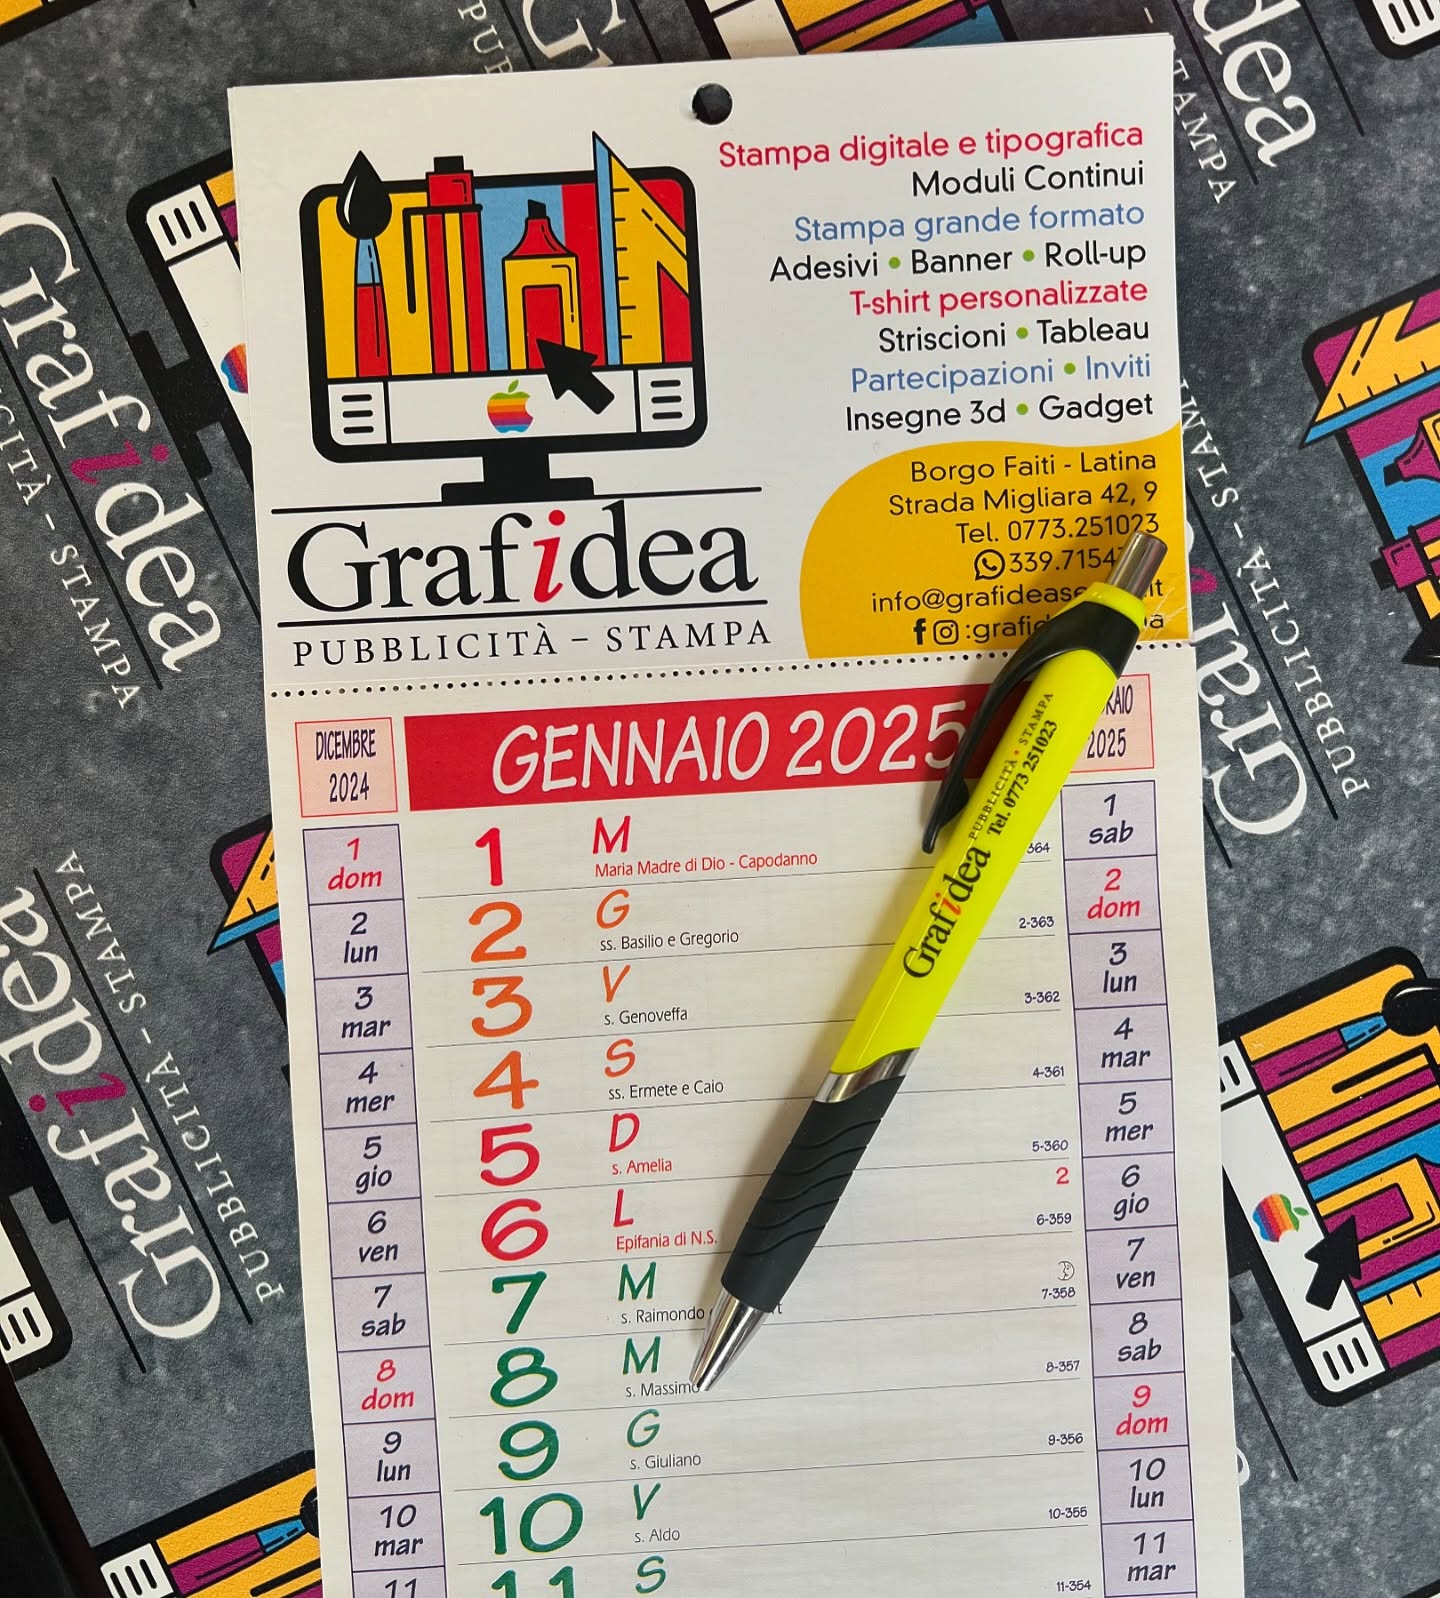 Stampa digitale e tipografica
Moduli Continui
Stampa grande formato
Adesivi • Banner • Roll-up
T-shirt personalizzate
Striscioni • Tableau
Partecipazioni • Inviti
Insegne 3d • Gadget
Borgo Faiti - Latina
Strada Migliara 42, 9
Tel. 0773.251023
339.7154
Grafidea
PUBBLICITÀ - STAMPA
DICEMBRE
2024
GENNAIO 2025
2025
1
dom
2
lun
3
mar
4
mer
5
gio
6
ven
7
sab
8
dom
9
lun
10
mar
11
1 M
Maria Madre di Dio - Capodanno
364
2 G
ss. Basilio e Gregorio
2-363
3 V
s. Genoveffa
3-362
4 S
ss. Ermete e Caio
4-361
5 D
s. Amelia
5-360
6 L
Epifania di N.S.
2
6-359
7 M
s. Raimondo
7-358
8 M
s. Massimo
8-357
9 G
s. Giuliano
9-356
10 V
s. Aldo
10-355
11 S
11-354
1
sab
2
dom
3
lun
4
mar
5
mer
6
gio
7
ven
8
sab
9
dom
10
lun
11
mar
Grafidea
PUBBLICITÀ • STAMPA
Tel. 0773 251023
Grafidea
PUBBLICITÀ - STAMPA
Grafidea
PUBBLICITÀ - STAMPA
PUBBLICITÀ - STAMPA